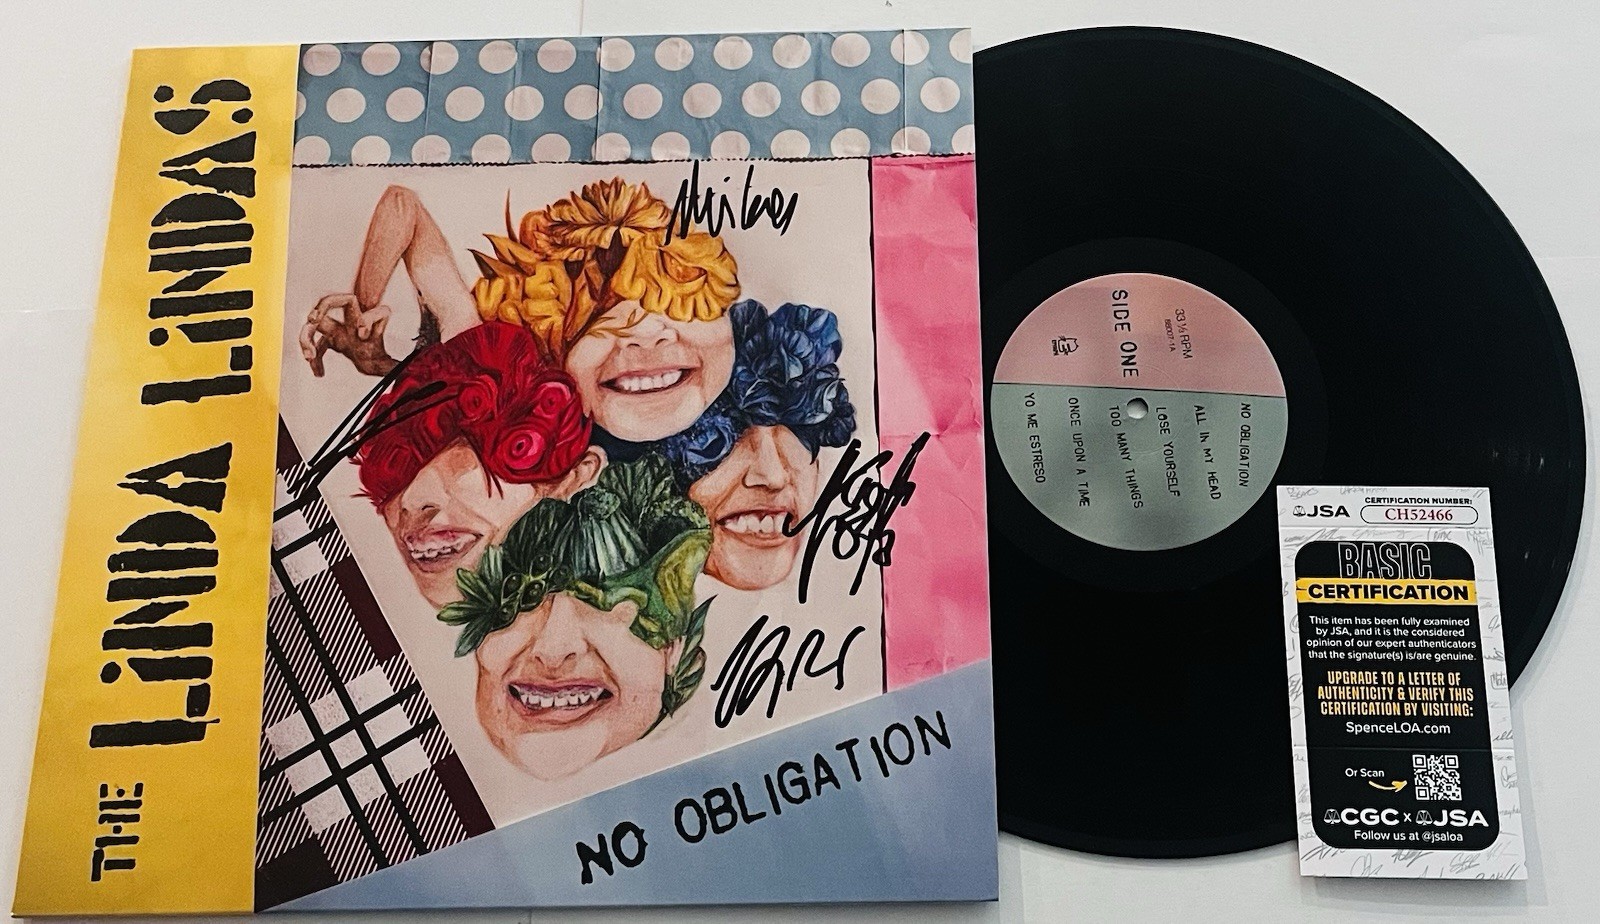 THE LiNDA LiNDAS
NO OBLIGATION
Milo
SIDE ONE
33 ⅓ RPM
NO OBLIGATION
ALL IN MY HEAD
LOSE YOURSELF
TOO MANY THINGS
ONCE UPON A TIME
YO ME ESTRESO
JSA
CERTIFICATION NUMBER:
CH52466
BASIC
CERTIFICATION
This item has been fully examined
by JSA, and it is the considered
opinion of our expert authenticators
that the signature(s) is/are genuine.
UPGRADE TO A LETTER OF
AUTHENTICITY & VERIFY THIS
CERTIFICATION BY VISITING:
SpenceLOA.com
Or Scan
CGC x JSA
Follow us at @jsaloa